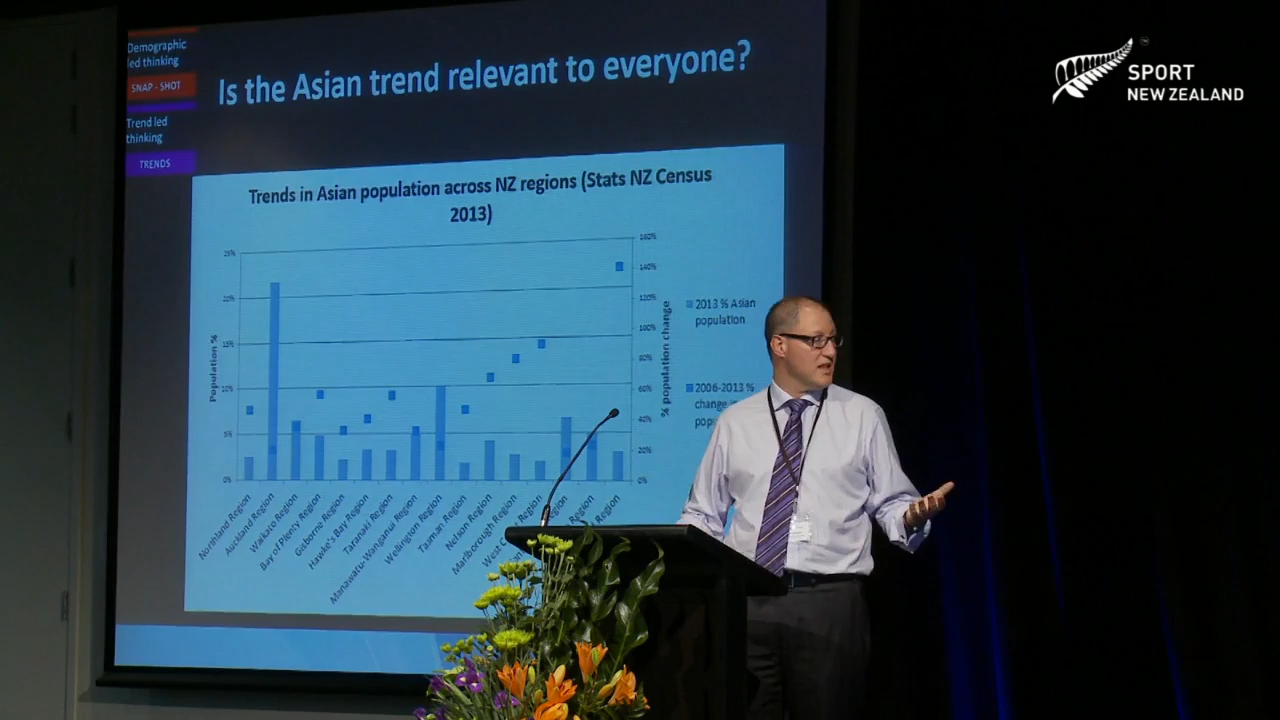 Demographic
led thinking
SNAP - SHOT
Trend led
thinking
TRENDS
Is the Asian trend relevant to everyone?
Trends in Asian population across NZ regions (Stats NZ Census
2013)
Population %
25%
20%
15%
10%
5%
0%
160%
140%
120%
100%
80%
60%
40%
20%
0%
% population change
2013 % Asian
population
2006-2013 %
change
Northland Region
Auckland Region
Waikato Region
Bay of Plenty Region
Gisborne Region
Hawke's Bay Region
Taranaki Region
Manawatu-Wanganui Region
Wellington Region
Tasman Region
Nelson Region
Marlborough Region
West Region
Region
Region
Region
SPORT
NEW ZEALAND